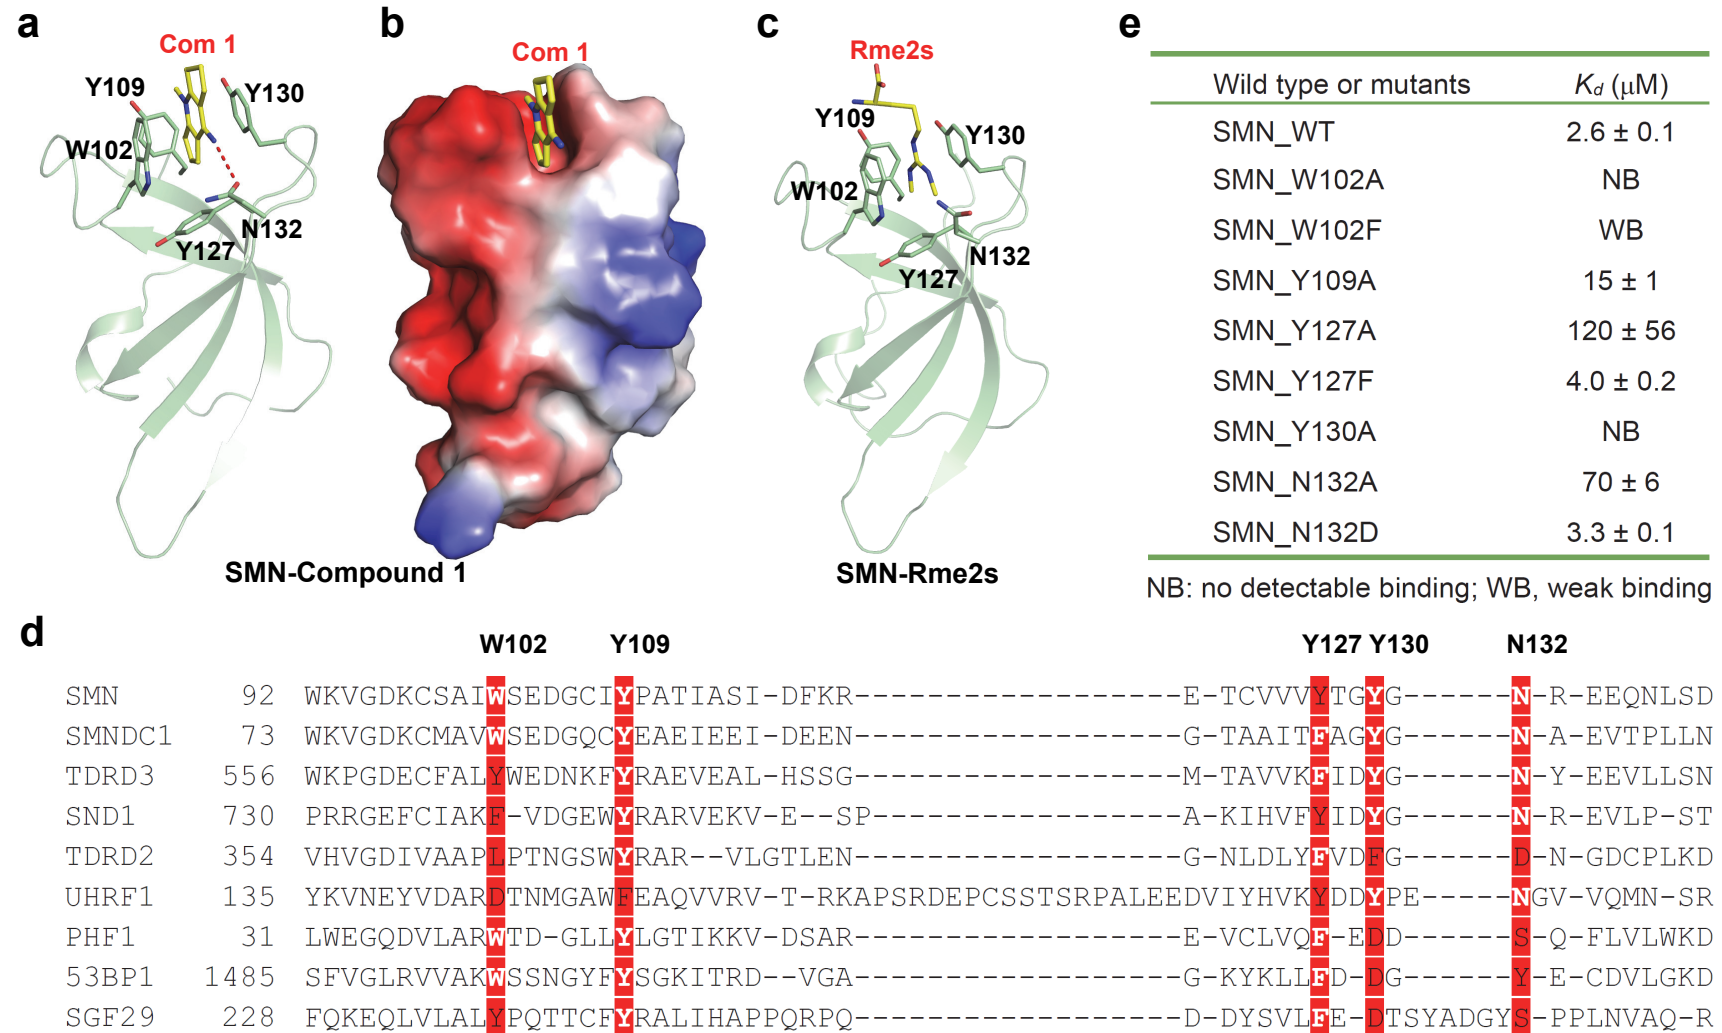 a
Com 1
Y109
Y130
W102
N132
Y127
b
Com 1
SMN-Compound 1
c
Rme2s
Y109
Y130
W102
N132
Y127
SMN-Rme2s
e
Wild type or mutants Kd (μM)
SMN_WT 2.6 ± 0.1
SMN_W102A NB
SMN_W102F WB
SMN_Y109A 15 ± 1
SMN_Y127A 120 ± 56
SMN_Y127F 4.0 ± 0.2
SMN_Y130A NB
SMN_N132A 70 ± 6
SMN_N132D 3.3 ± 0.1
NB: no detectable binding; WB, weak binding
d
W102 Y109 Y127 Y130 N132
SMN 92 WKVGDKCSAIWSEDGCIYPATIASI-DFKR------------------E-TCVVVYTGYG------N-R-EEQNLSD
SMNDC1 73 WKVGDKCMAVWSEDGQCYEAEIEEI-DEEN------------------G-TAAITFAGYG------N-A-EVTPLLN
TDRD3 556 WKPGDECFALYWEDNKFYRAEVEAL-HSSG------------------M-TAVVKFIDYG------N-Y-EEVLLSN
SND1 730 PRRGEFCIAKF-VDGEWYRARVEKV-E--SP-----------------A-KIHVFYIDYG------N-R-EVLP-ST
TDRD2 354 VHVGDIVAAPLPTNGSWYRAR--VLGTLEN------------------G-NLDLYFVDFG------D-N-GDCPLKD
UHRF1 135 YKVNEYVDARDTNMGAWFEAQVVRV-T-RKAPSRDEPCSSTSRPALEEDVIYHVKYDDYPE-----NGV-VQMN-SR
PHF1 31 LWEGQDVLARWTD-GLLYLGTIKKV-DSAR------------------E-VCLVQF-EDD------S-Q-FLVLWKD
53BP1 1485 SFVGLRVVAKWSSNGYFYSGKITRD--VGA------------------G-KYKLLFD-DG------Y-E-CDVLGKD
SGF29 228 FQKEQLVLALYPQTTCFYRALIHAPPQRPQ------------------D-DYSVLFE-DTSYADGYS-PPLNVAQ-R